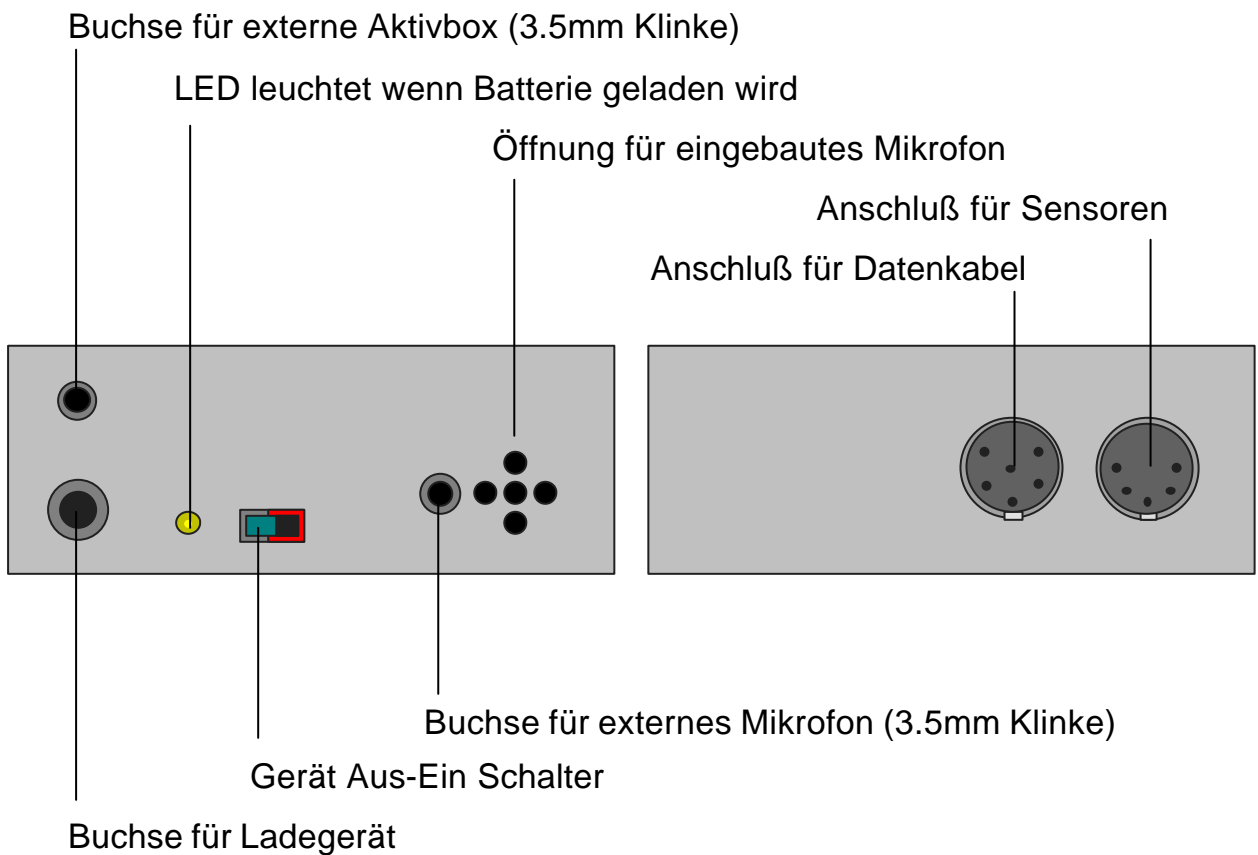 Buchse für externe Aktivbox (3.5mm Klinke)
LED leuchtet wenn Batterie geladen wird
Öffnung für eingebautes Mikrofon
Anschluß für Sensoren
Anschluß für Datenkabel
Buchse für externes Mikrofon (3.5mm Klinke)
Gerät Aus-Ein Schalter
Buchse für Ladegerät